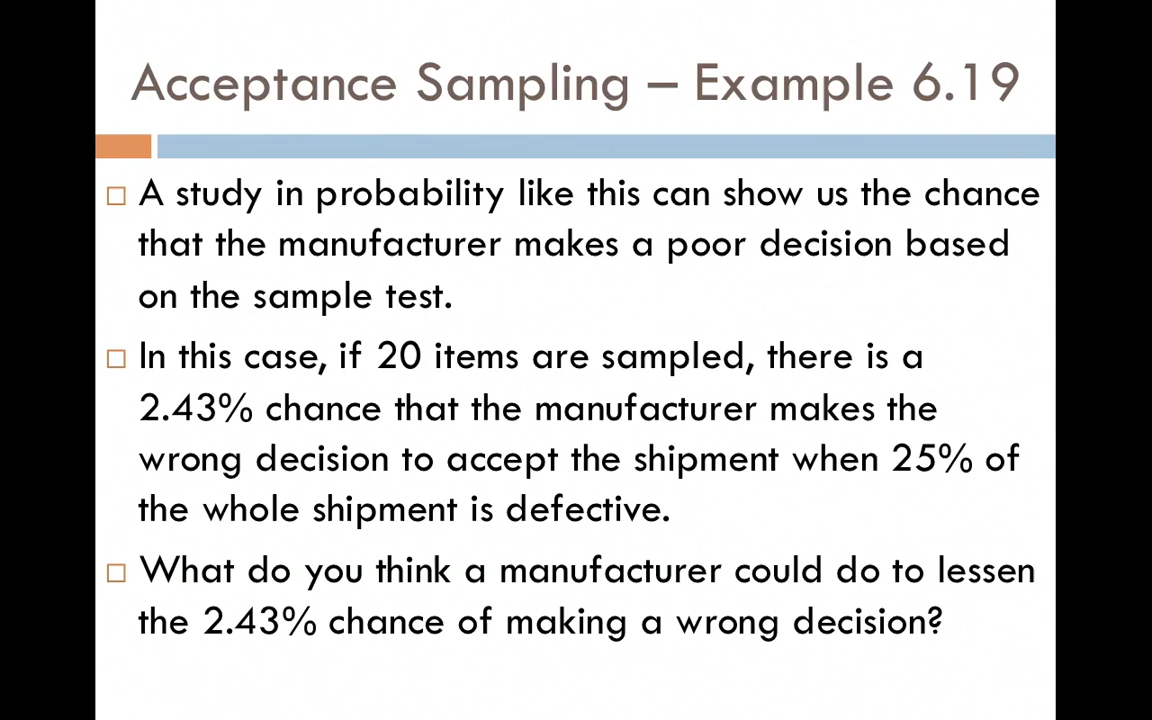 Acceptance Sampling – Example 6.19
A study in probability like this can show us the chance
that the manufacturer makes a poor decision based
on the sample test.
In this case, if 20 items are sampled, there is a
2.43% chance that the manufacturer makes the
wrong decision to accept the shipment when 25% of
the whole shipment is defective.
What do you think a manufacturer could do to lessen
the 2.43% chance of making a wrong decision?